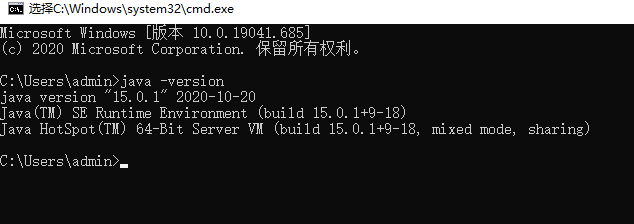 选择C:\Windows\system32\cmd.exe
Microsoft Windows [版本 10.0.19041.685]
(c) 2020 Microsoft Corporation. 保留所有权利。
C:\Users\admin>java -version
java version "15.0.1" 2020-10-20
Java(TM) SE Runtime Environment (build 15.0.1+9-18)
Java HotSpot(TM) 64-Bit Server VM (build 15.0.1+9-18, mixed mode, sharing)
C:\Users\admin>